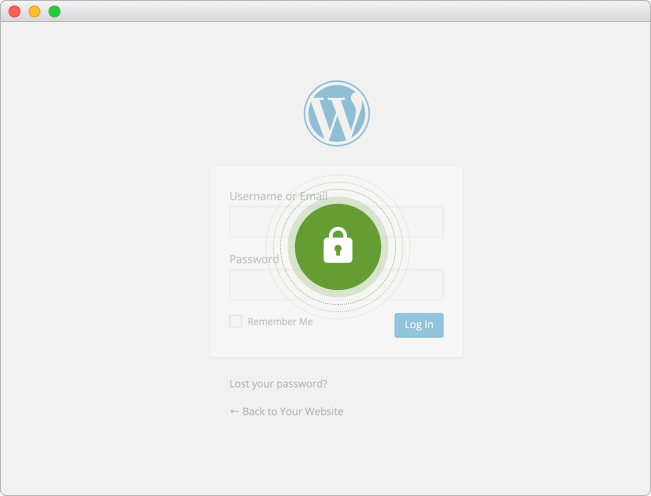 Username or Email
Password
Remember Me
Log In
Lost your password?
← Back to Your Website